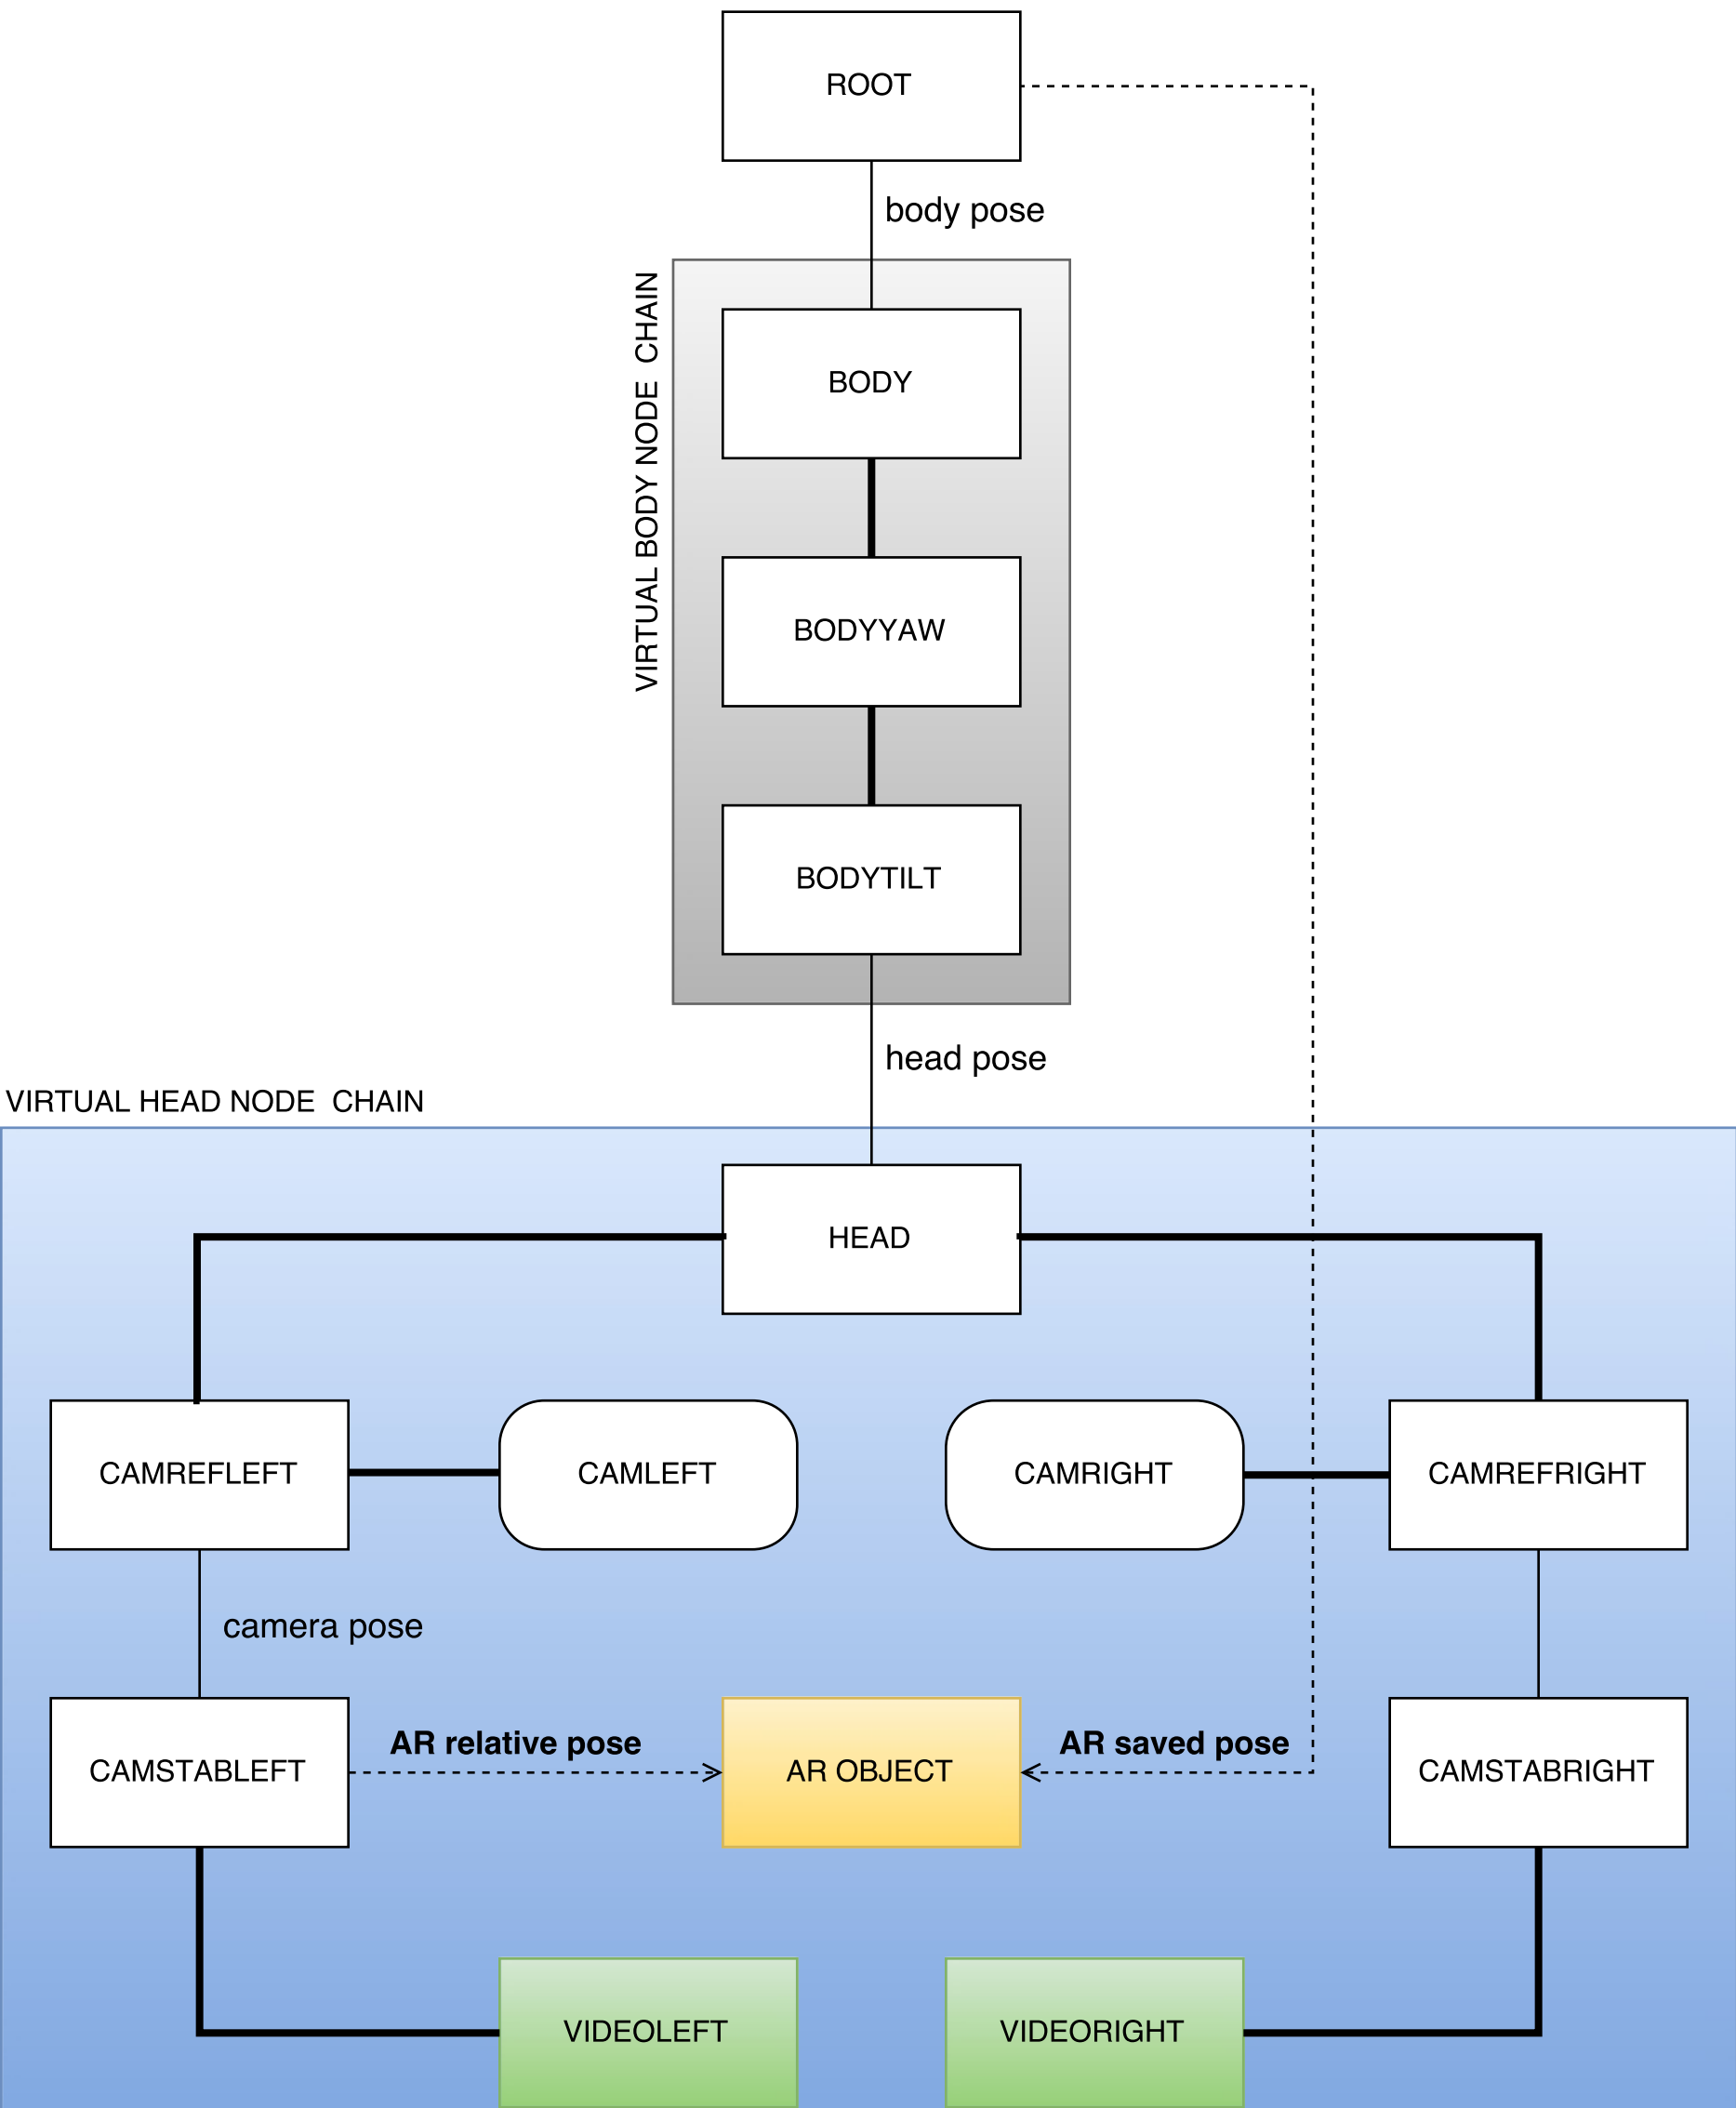 ROOT
body pose
VIRTUAL BODY NODE CHAIN
BODY
BODYYAW
BODYTILT
head pose
VIRTUAL HEAD NODE CHAIN
HEAD
CAMREFLEFT
CAMLEFT
CAMRIGHT
CAMREFRIGHT
camera pose
CAMSTABLEFT
AR relative pose
AR OBJECT
AR saved pose
CAMSTABRIGHT
VIDEOLEFT
VIDEORIGHT